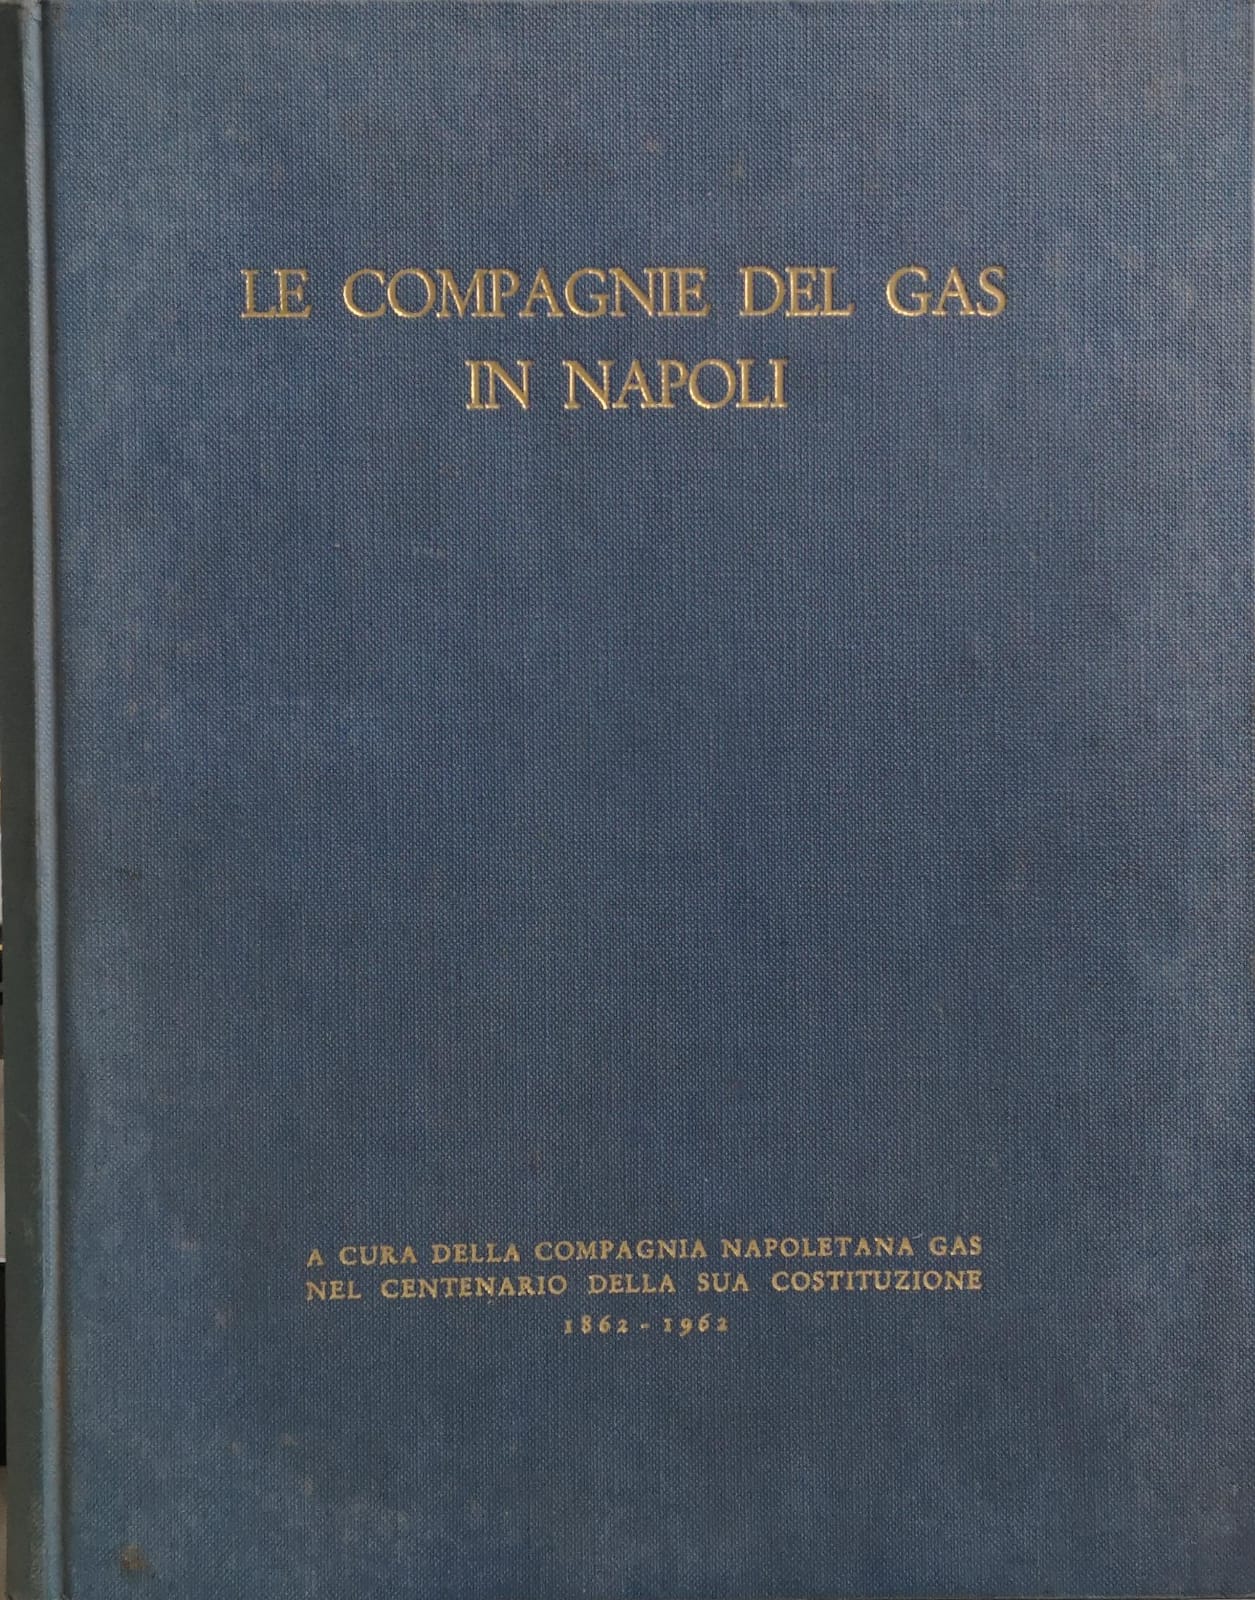 LE COMPAGNIE DEL GAS
IN NAPOLI
A CURA DELLA COMPAGNIA NAPOLETANA GAS
NEL CENTENARIO DELLA SUA COSTITUZIONE
1862 - 1962